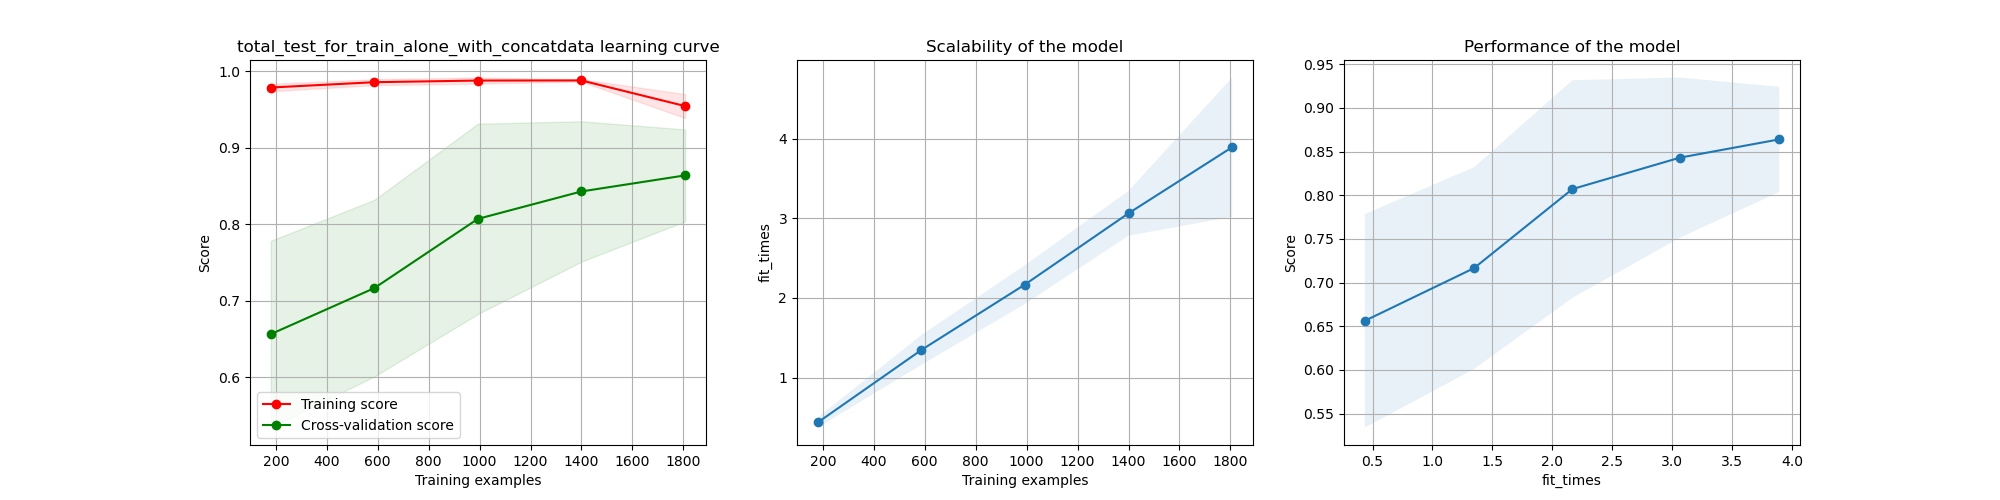 total_test_for_train_alone_with_concatdata learning curve
1.0
0.9
0.8
0.7
0.6
Score
Training score
Cross-validation score
200 400 600 800 1000 1200 1400 1600 1800
Training examples
Scalability of the model
4
3
2
1
fit_times
200 400 600 800 1000 1200 1400 1600 1800
Training examples
Performance of the model
0.95
0.90
0.85
0.80
0.75
0.70
0.65
0.60
0.55
Score
0.5 1.0 1.5 2.0 2.5 3.0 3.5 4.0
fit_times